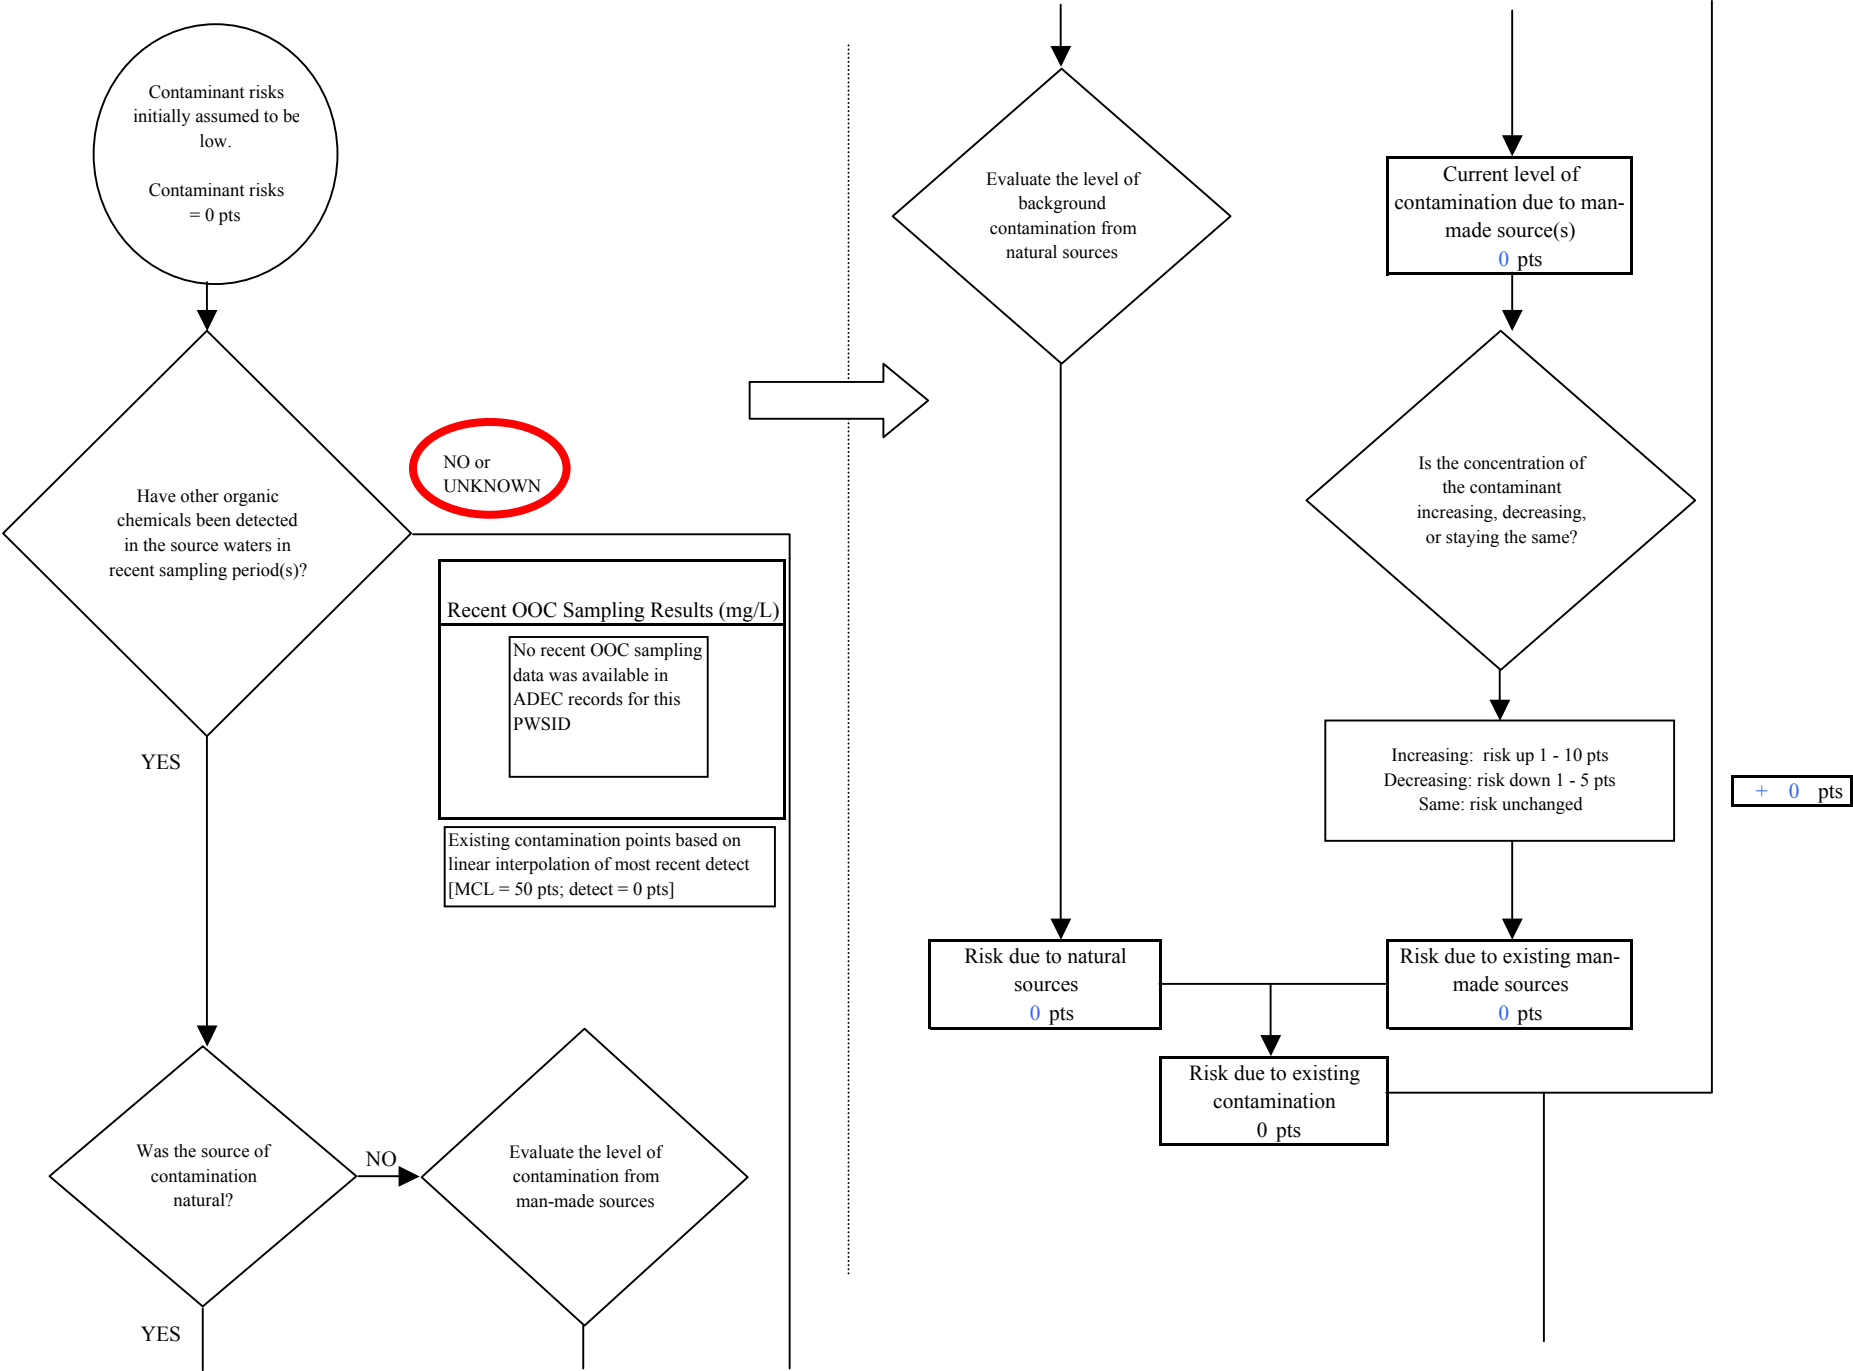 Contaminant risks
initially assumed to be
low.
Contaminant risks
= 0 pts
Have other organic
chemicals been detected
in the source waters in
recent sampling period(s)?
NO or
UNKNOWN
Recent OOC Sampling Results (mg/L)
No recent OOC sampling
data was available in
ADEC records for this
PWSID
Existing contamination points based on
linear interpolation of most recent detect
[MCL = 50 pts; detect = 0 pts]
YES
Was the source of
contamination
natural?
NO
Evaluate the level of
contamination from
man-made sources
YES
Evaluate the level of
background
contamination from
natural sources
Current level of
contamination due to man-
made source(s)
0 pts
Is the concentration of
the contaminant
increasing, decreasing,
or staying the same?
Increasing: risk up 1 - 10 pts
Decreasing: risk down 1 - 5 pts
Same: risk unchanged
+ 0 pts
Risk due to natural
sources
0 pts
Risk due to existing man-
made sources
0 pts
Risk due to existing
contamination
0 pts